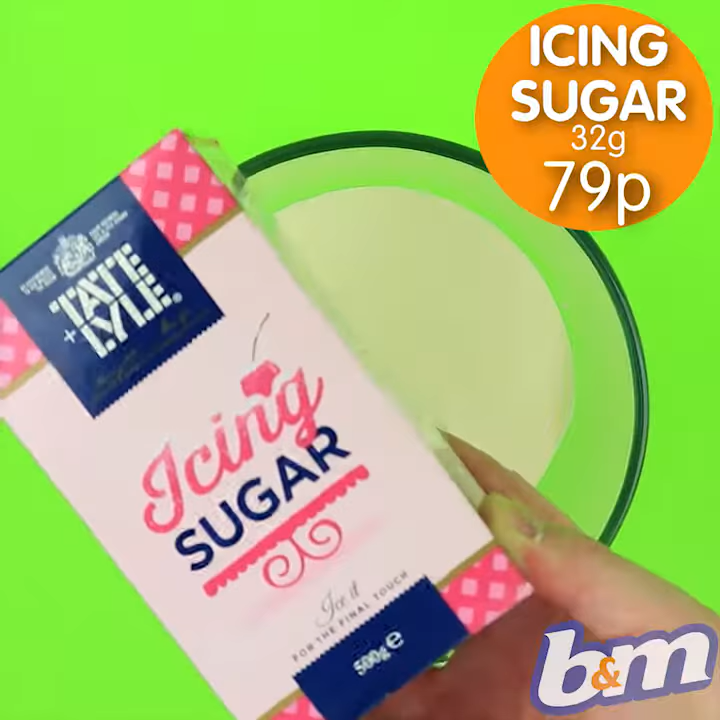 ICING
SUGAR
32g
79p
TATE
+LYLE®
Icing
SUGAR
Ice it
FOR THE FINAL TOUCH
500g e
b&m